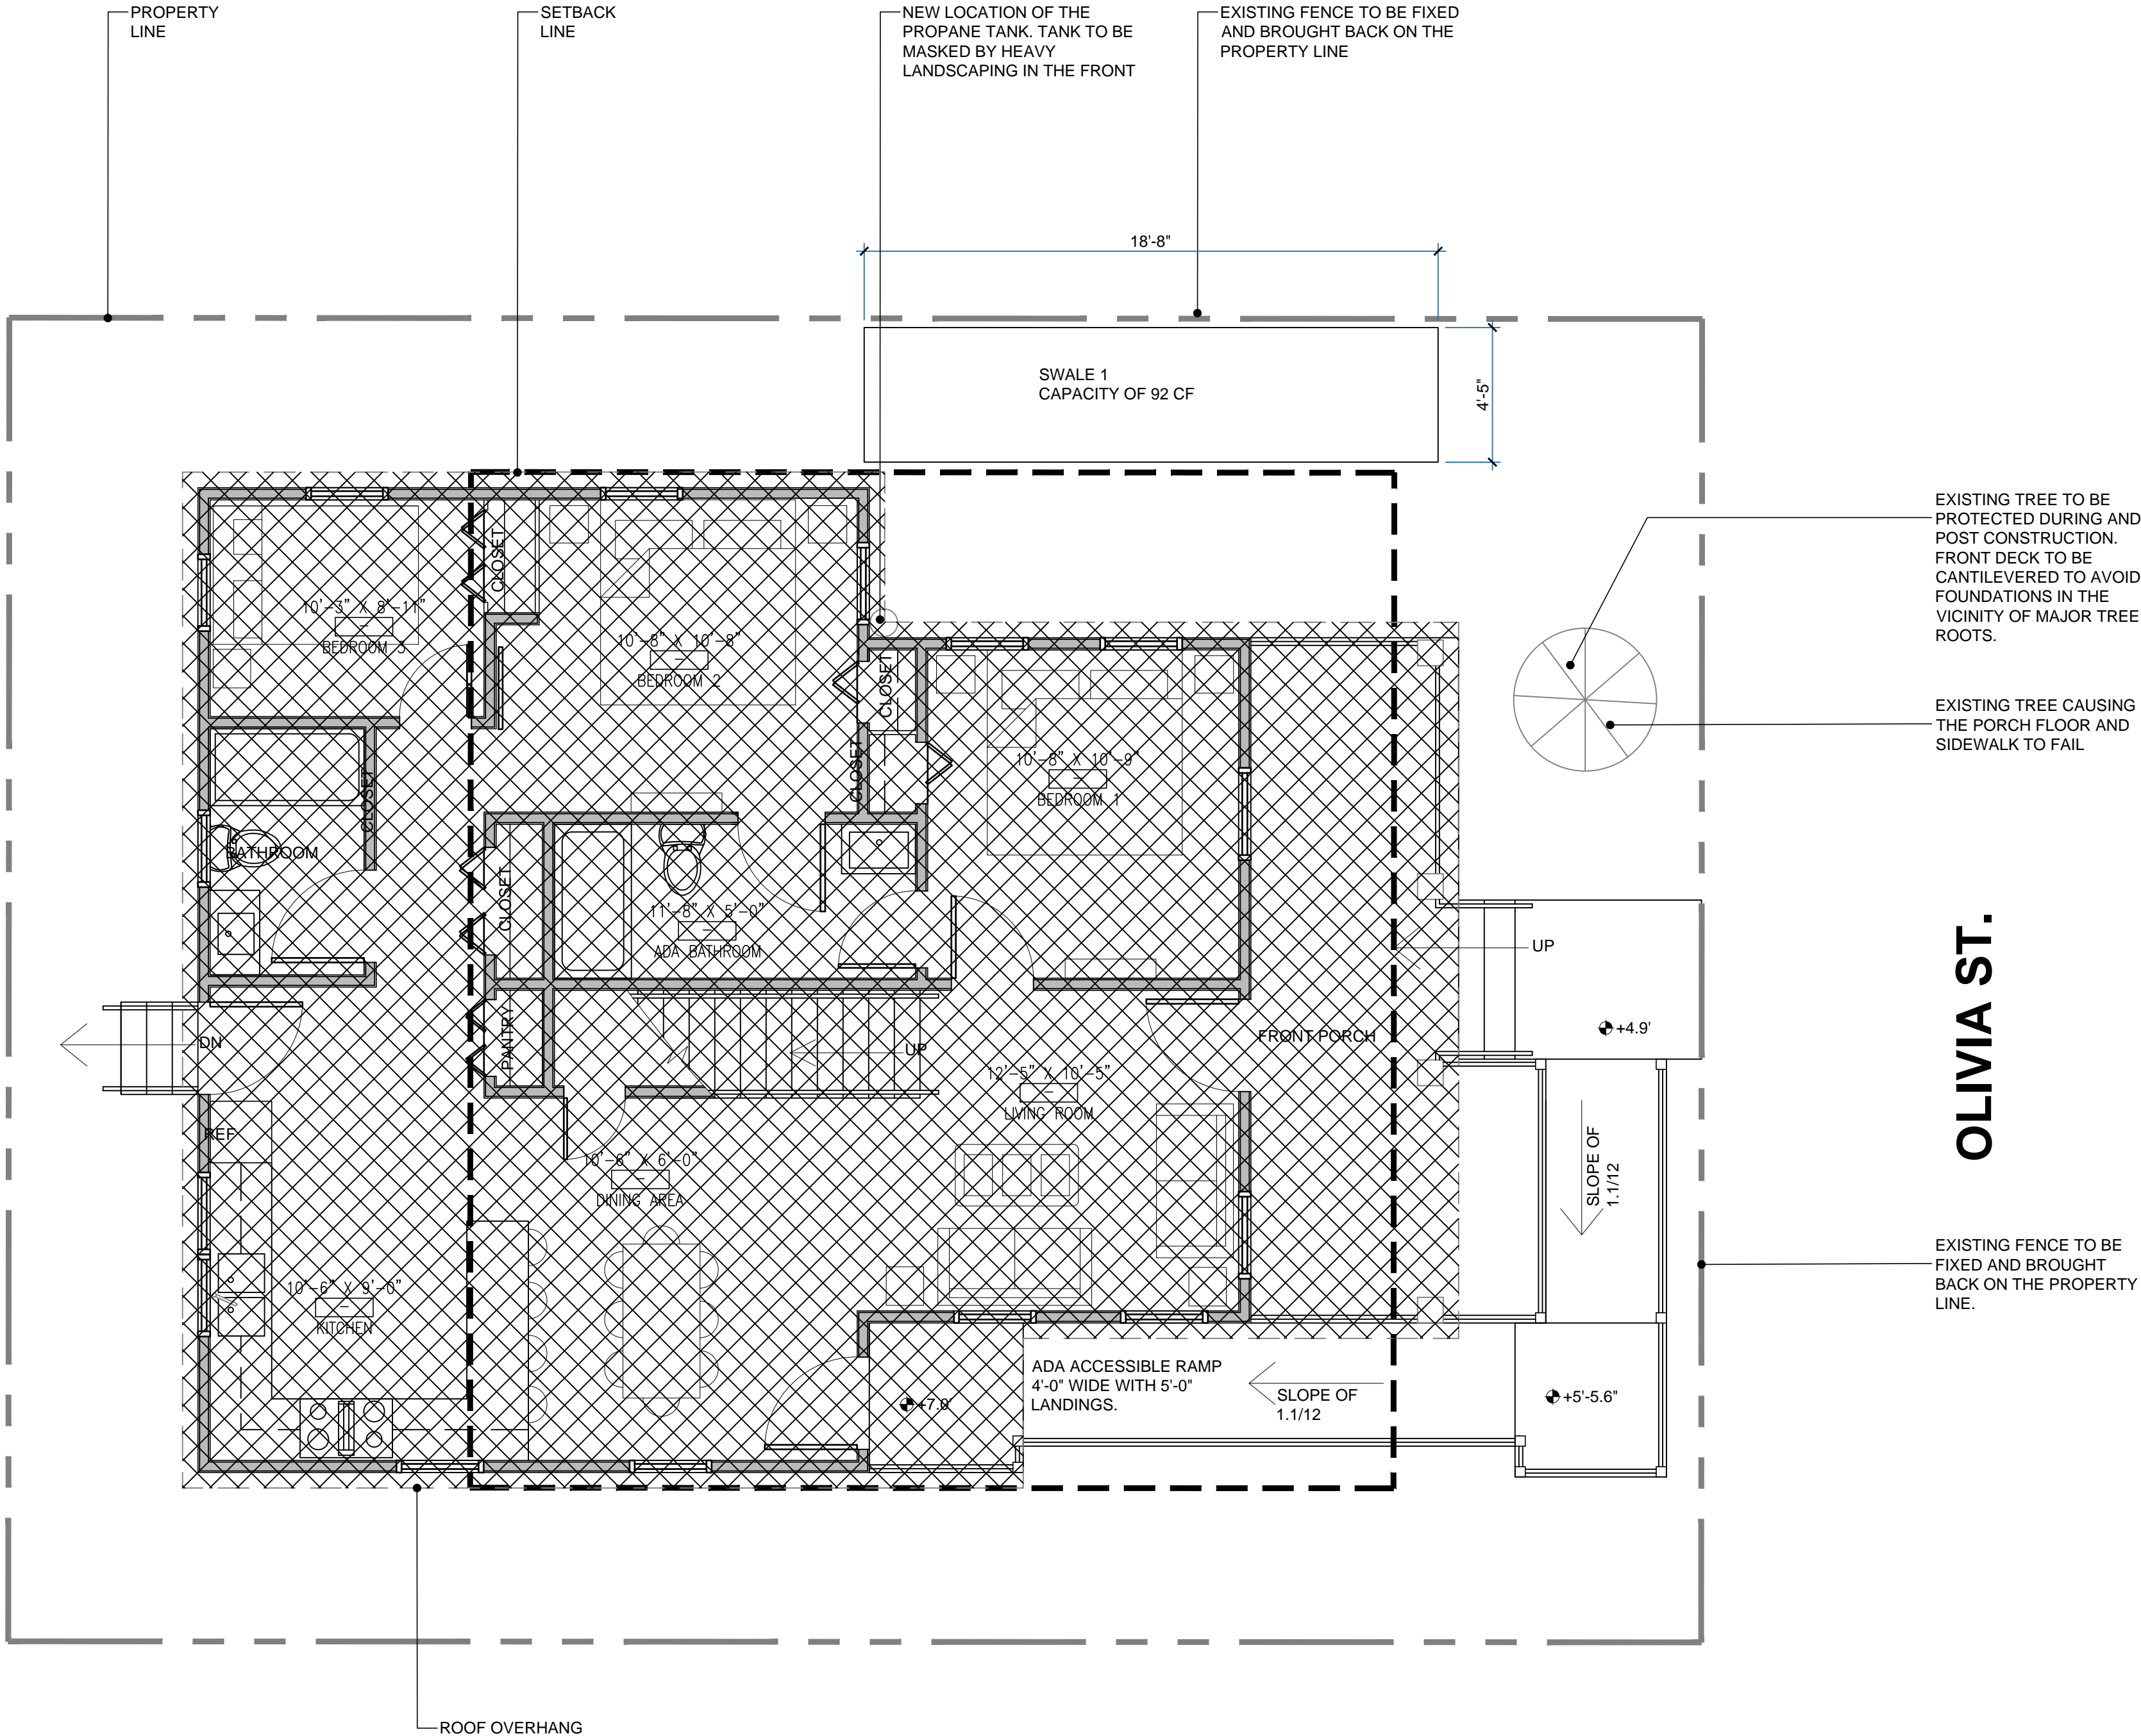 PROPERTY
LINE
SETBACK
LINE
NEW LOCATION OF THE
PROPANE TANK. TANK TO BE
MASKED BY HEAVY
LANDSCAPING IN THE FRONT
EXISTING FENCE TO BE FIXED
AND BROUGHT BACK ON THE
PROPERTY LINE
18'-8"
SWALE 1
CAPACITY OF 92 CF
4'-5"
EXISTING TREE TO BE
PROTECTED DURING AND
POST CONSTRUCTION.
FRONT DECK TO BE
CANTILEVERED TO AVOID
FOUNDATIONS IN THE
VICINITY OF MAJOR TREE
ROOTS.
EXISTING TREE CAUSING
THE PORCH FLOOR AND
SIDEWALK TO FAIL
CLOSET
10'-3" X 8'-11"
-
BEDROOM 3
10'-8" X 10'-8"
-
BEDROOM 2
CLOSET
CLOSET
10'-8" X 10'-9"
-
BEDROOM 1
CLOSET
BATHROOM
CLOSET
11'-8" X 5'-0"
-
ADA BATHROOM
UP
OLIVIA ST.
DN
PANTRY
UP
FRONT PORCH
+4.9'
12'-5" X 10'-5"
-
LIVING ROOM
REF
SLOPE OF
1.1/12
10'-6" X 6'-0"
-
DINING AREA
10'-6" X 9'-0"
-
KITCHEN
EXISTING FENCE TO BE
FIXED AND BROUGHT
BACK ON THE PROPERTY
LINE.
ADA ACCESSIBLE RAMP
4'-0" WIDE WITH 5'-0"
LANDINGS.
SLOPE OF
1.1/12
+7.0'
+5'-5.6"
ROOF OVERHANG